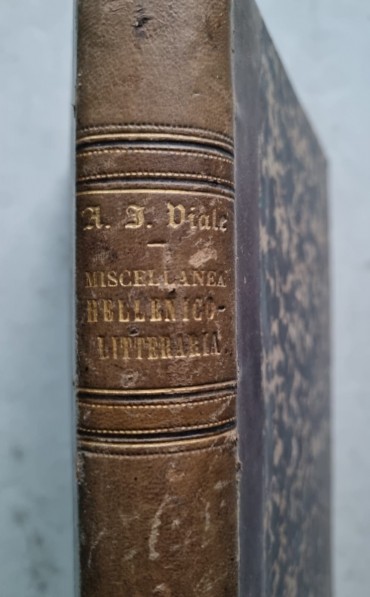 A. J. Viale
MISCELLANEA
HELLENICO-
LITTERARIA